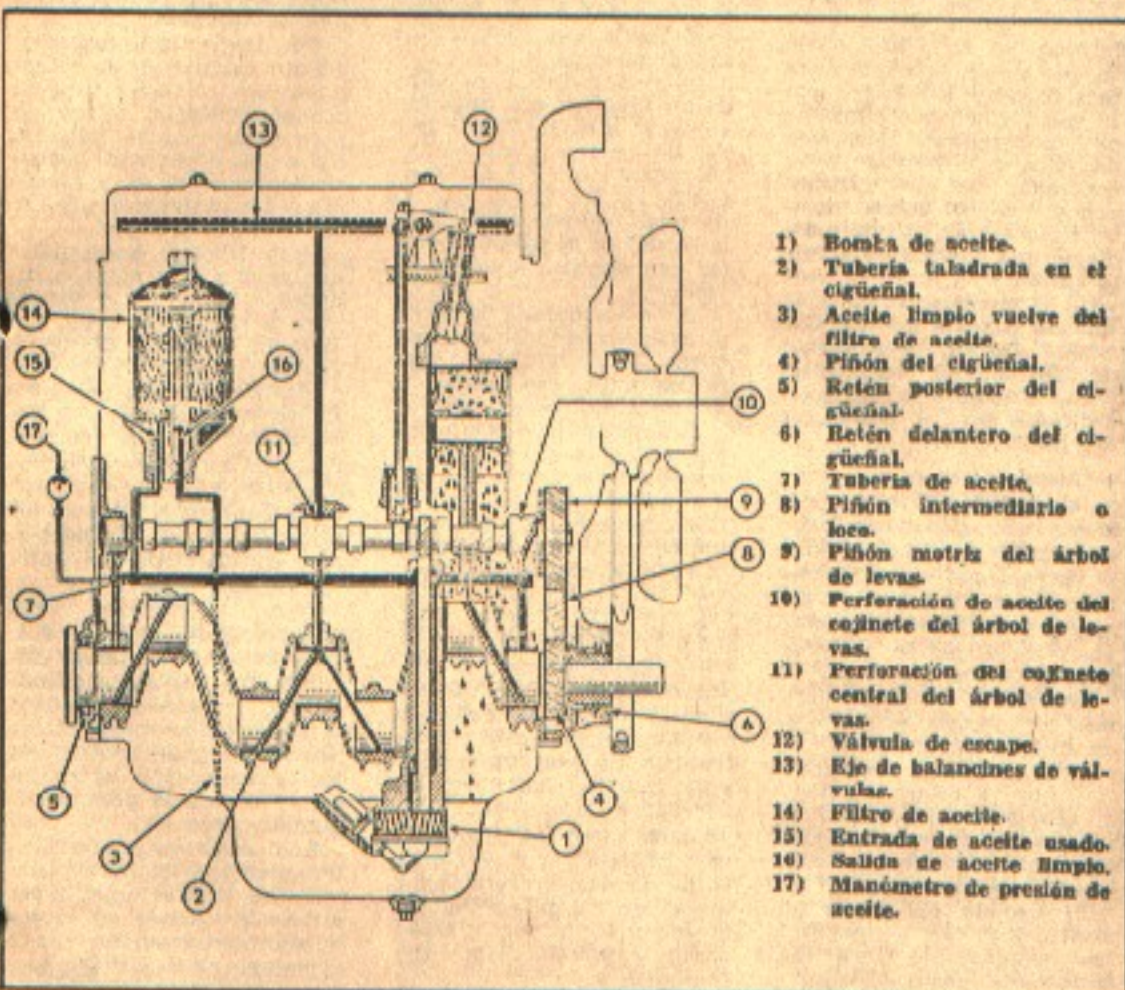 13
12
14
15
16
17
11
10
9
8
7
6
5
4
3
2
1
1) Bomba de aceite.
2) Tubería taladrada en el
cigüeñal.
3) Aceite limpio vuelve del
filtro de aceite.
4) Piñón del cigüeñal.
5) Retén posterior del ci-
güeñal.
6) Retén delantero del ci-
güeñal.
7) Tubería de aceite.
8) Piñón intermediario o
loco.
9) Piñón motriz del árbol
de levas.
10) Perforación de aceite del
cojinete del árbol de le-
vas.
11) Perforación del cojinete
central del árbol de le-
vas.
12) Válvula de escape.
13) Eje de balancines de vál-
vulas.
14) Filtro de aceite.
15) Entrada de aceite usado.
16) Salida de aceite limpio.
17) Manómetro de presión de
aceite.